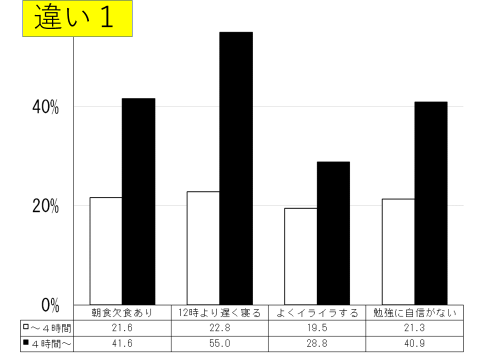 違い１
40%
20%
0%
朝食欠食あり 12時より遅く寝る よくイライラする 勉強に自信がない
□～４時間 21.6 22.8 19.5 21.3
■４時間～ 41.6 55.0 28.8 40.9